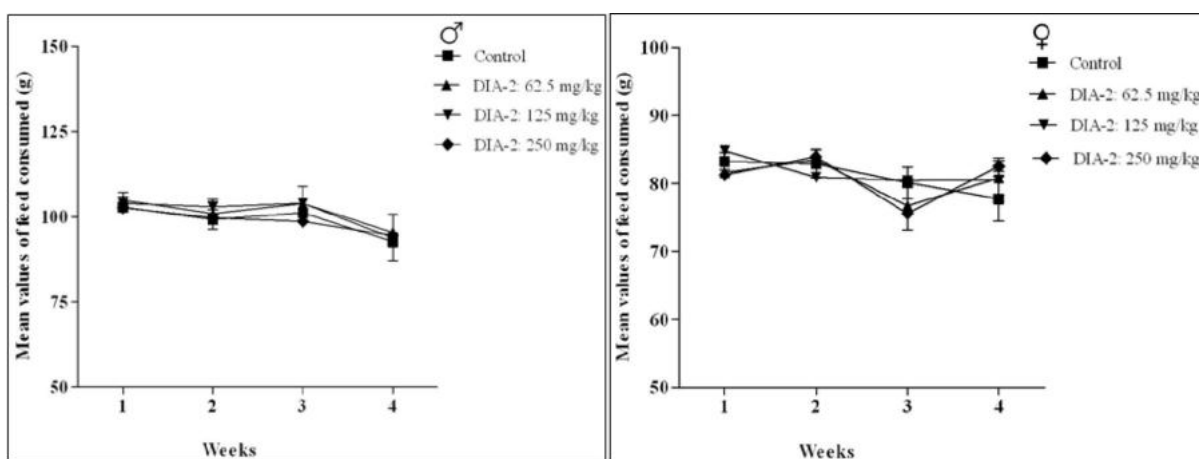 ♂
Control
DIA-2: 62.5 mg/kg
DIA-2: 125 mg/kg
DIA-2: 250 mg/kg
Mean values of feed consumed (g)
150
125
100
75
50
1 2 3 4
Weeks
♀
Control
DIA-2: 62.5 mg/kg
DIA-2: 125 mg/kg
DIA-2: 250 mg/kg
Mean values of feed consumed (g)
100
90
80
70
60
50
1 2 3 4
Weeks